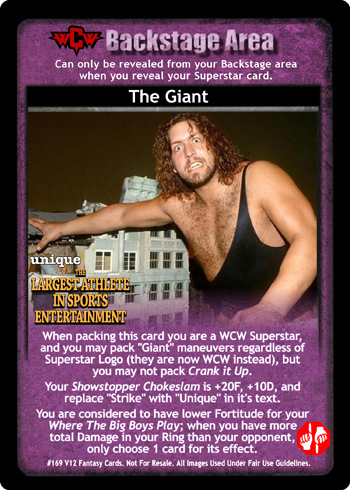 WCW Backstage Area
Can only be revealed from your Backstage area
when you reveal your Superstar card.
The Giant
unique
THE
LARGEST ATHLETE
IN SPORTS
ENTERTAINMENT
When packing this card you are a WCW Superstar,
and you may pack "Giant" maneuvers regardless of
Superstar Logo (they are now WCW instead), but
you may not pack Crank it Up.
Your Showstopper Chokeslam is +20F, +10D, and
replace "Strike" with "Unique" in it's text.
You are considered to have lower Fortitude for your
Where The Big Boys Play; when you have more
total Damage in your Ring than your opponent,
only choose 1 card for its effect.
#169 V12 Fantasy Cards. Not For Resale. All Images Used Under Fair Use Guidelines.